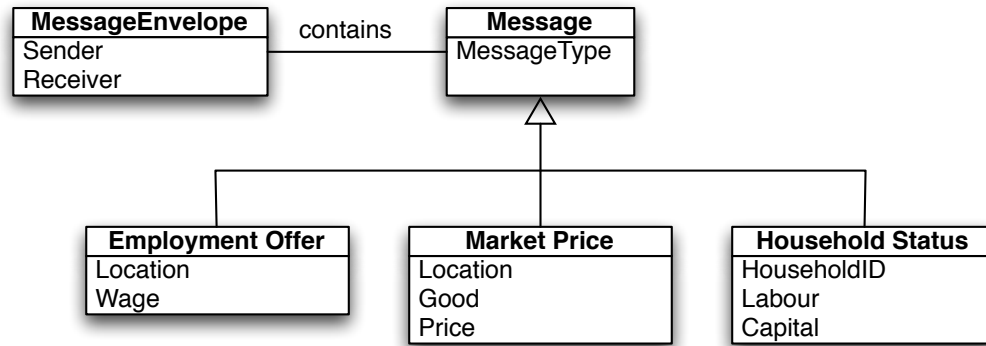 MessageEnvelope
Sender
Receiver
contains
Message
MessageType
Employment Offer
Location
Wage
Market Price
Location
Good
Price
Household Status
HouseholdID
Labour
Capital